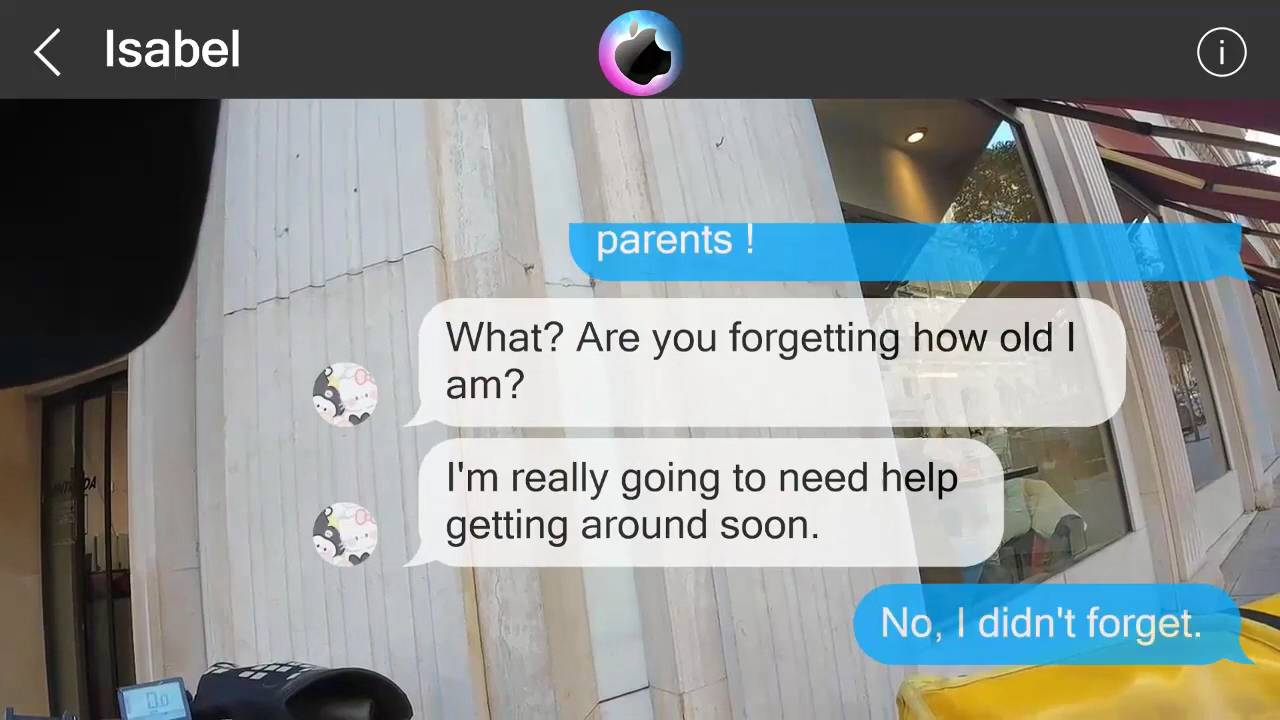 Isabel
parents !
What? Are you forgetting how old I
am?
I'm really going to need help
getting around soon.
No, I didn't forget.